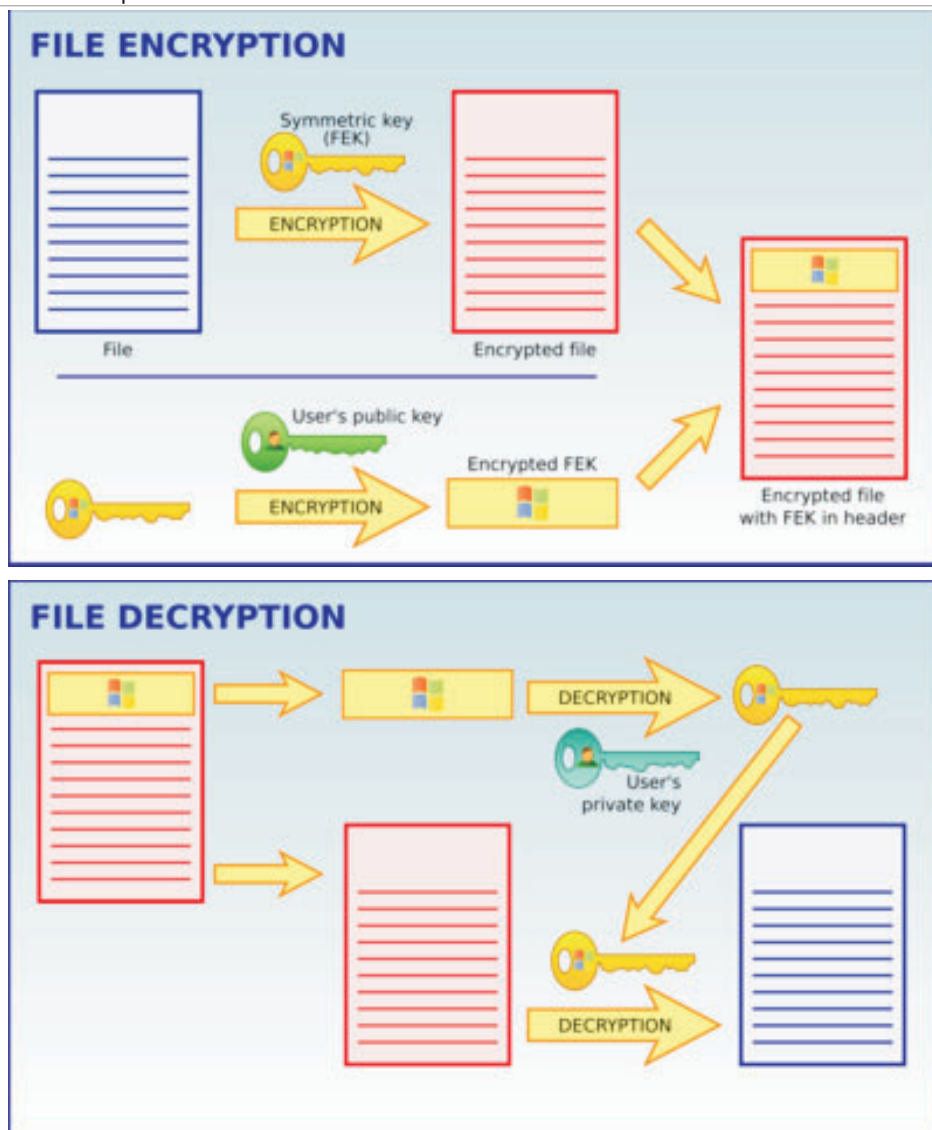 FILE ENCRYPTION
Symmetric key
(FEK)
ENCRYPTION
File
Encrypted file
User's public key
Encrypted FEK
ENCRYPTION
Encrypted file
with FEK in header
FILE DECRYPTION
DECRYPTION
User's
private key
DECRYPTION